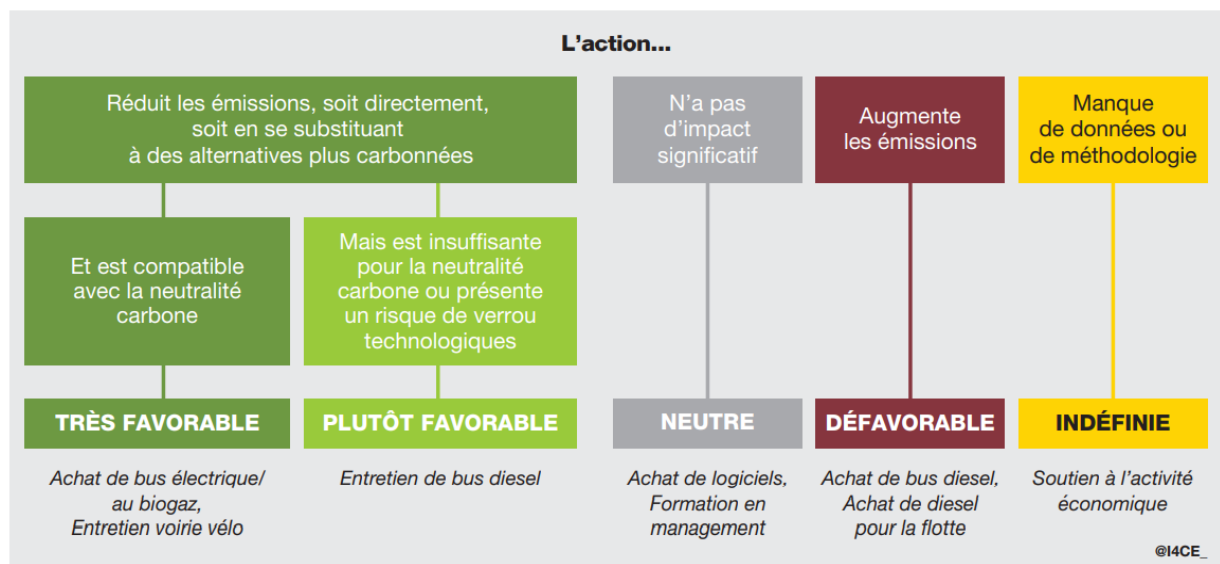 L'action...
Réduit les émissions, soit directement,
soit en se substituant
à des alternatives plus carbonnées
N'a pas
d'impact
significatif
Augmente
les émissions
Manque
de données ou
de méthodologie
Et est compatible
avec la neutralité
carbone
Mais est insuffisante
pour la neutralité
carbone ou présente
un risque de verrou
technologiques
TRÈS FAVORABLE
PLUTÔT FAVORABLE
NEUTRE
DÉFAVORABLE
INDÉFINIE
Achat de bus électrique/
au biogaz,
Entretien voirie vélo
Entretien de bus diesel
Achat de logiciels,
Formation en
management
Achat de bus diesel,
Achat de diesel
pour la flotte
Soutien à l'activité
économique
@I4CE_